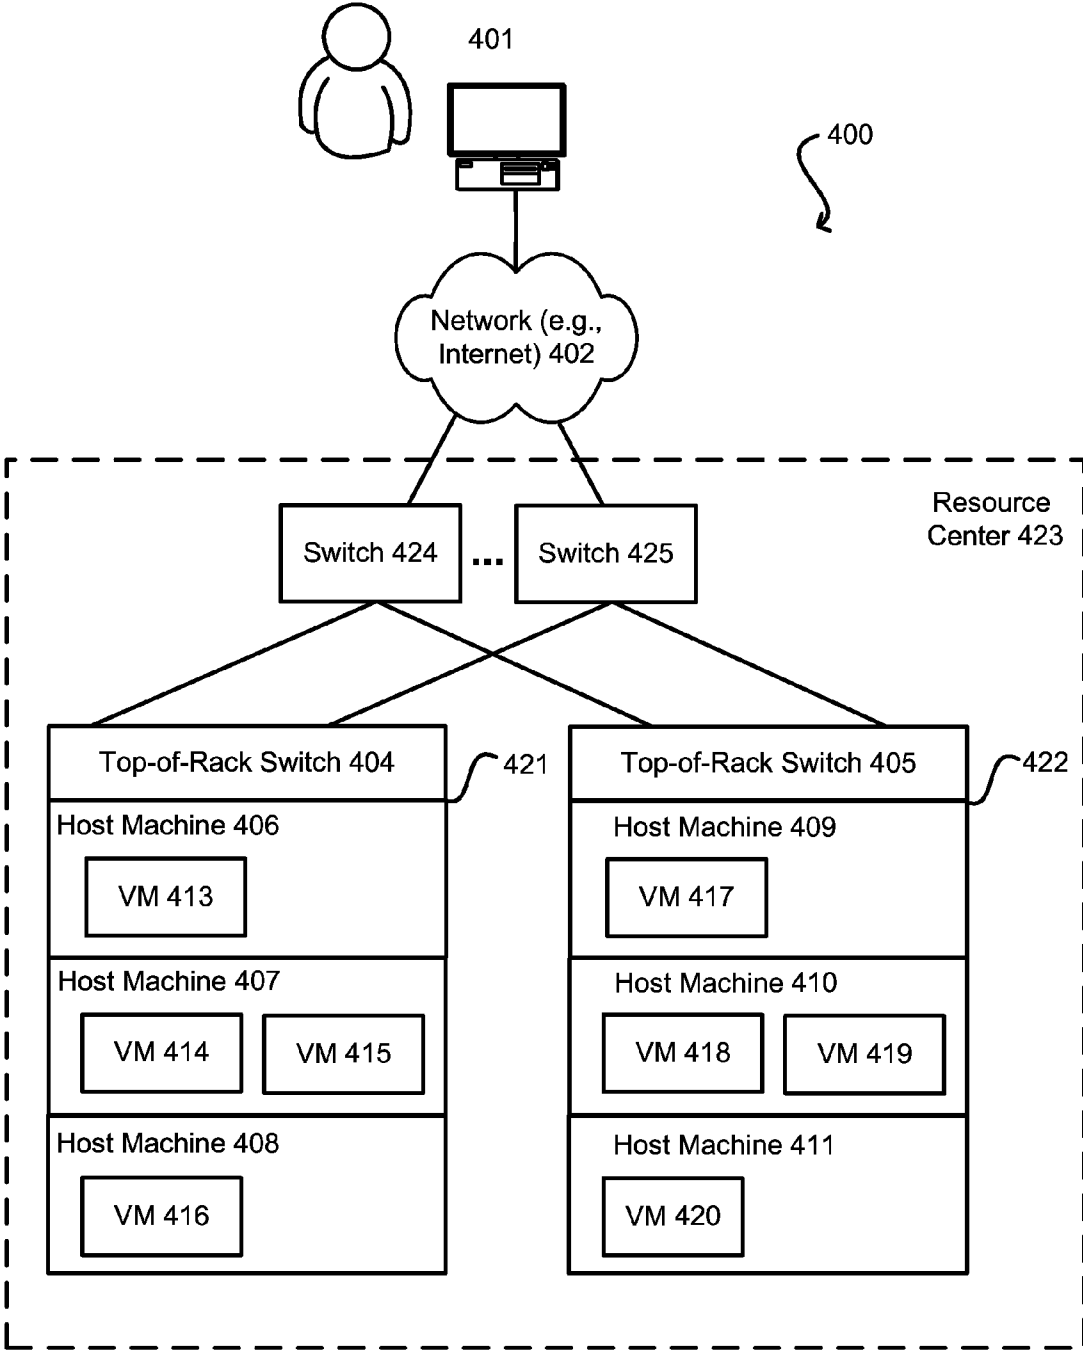 401
400
Network (e.g.,
Internet) 402
Resource
Center 423
Switch 424
...
Switch 425
Top-of-Rack Switch 404
421
Top-of-Rack Switch 405
422
Host Machine 406
VM 413
Host Machine 407
VM 414
VM 415
Host Machine 408
VM 416
Host Machine 409
VM 417
Host Machine 410
VM 418
VM 419
Host Machine 411
VM 420